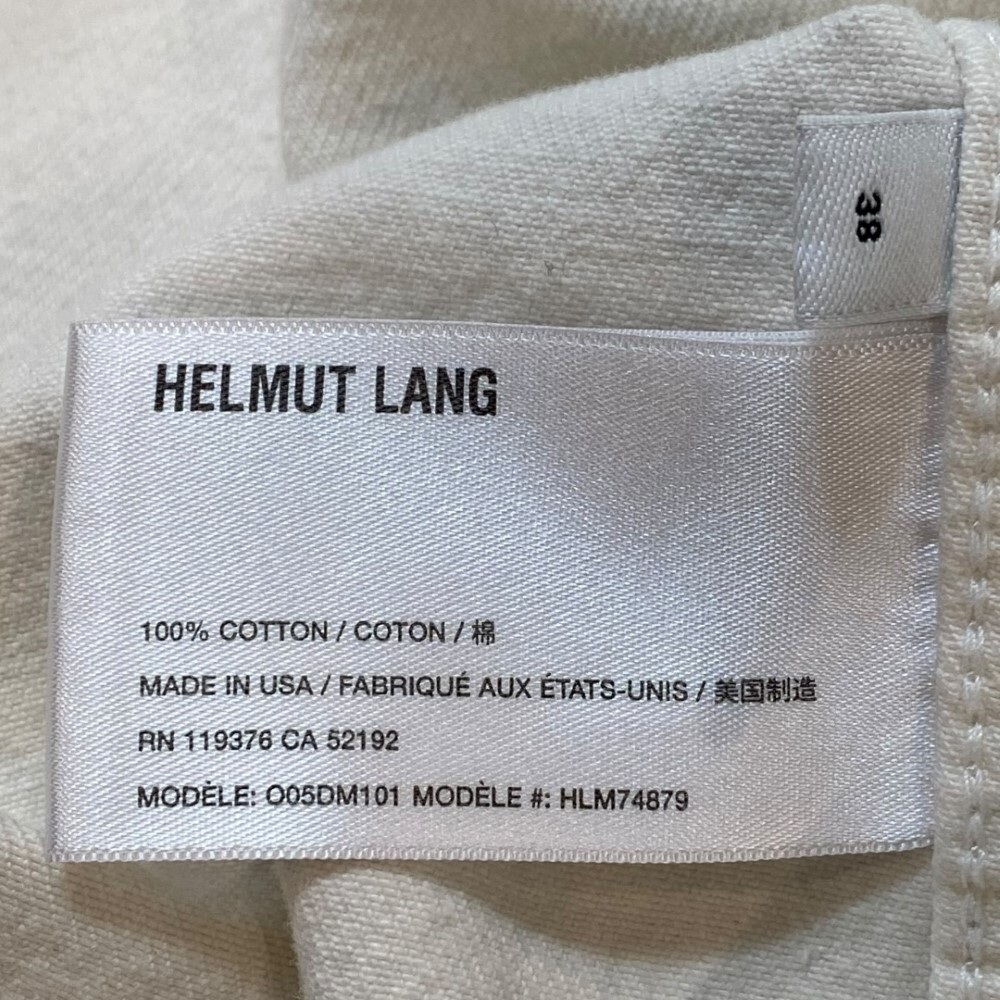 38
HELMUT LANG
100% COTTON / COTON / 棉
MADE IN USA / FABRIQUÉ AUX ÉTATS-UNIS / 美国制造
RN 119376 CA 52192
MODÈLE: O05DM101 MODÈLE #: HLM74879